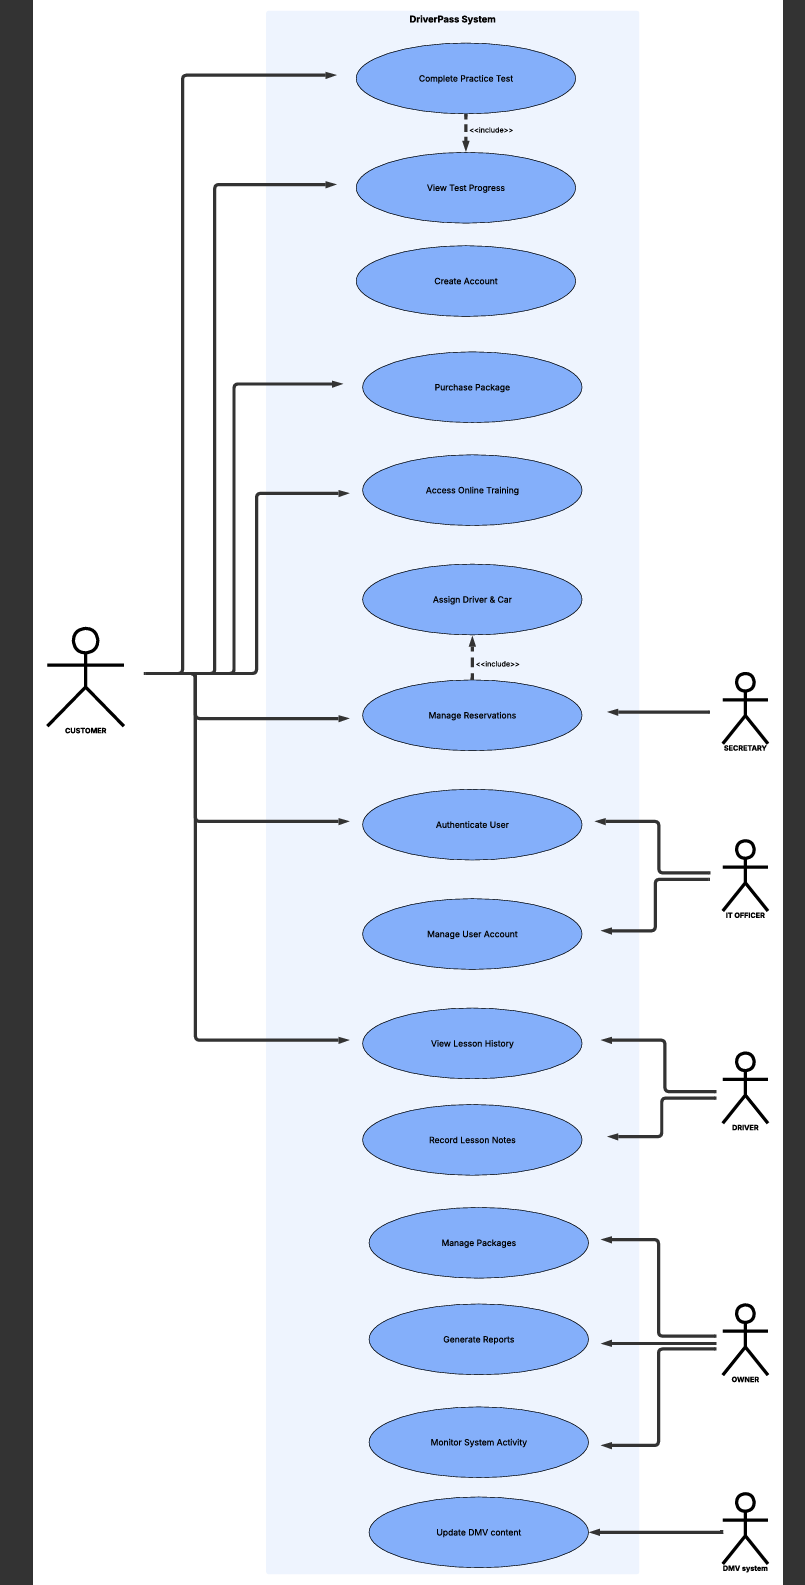 DriverPass System
Complete Practice Test
<<include>>
View Test Progress
Create Account
Purchase Package
Access Online Training
Assign Driver & Car
<<include>>
Manage Reservations
CUSTOMER
SECRETARY
Authenticate User
IT OFFICER
Manage User Account
View Lesson History
DRIVER
Record Lesson Notes
Manage Packages
Generate Reports
OWNER
Monitor System Activity
Update DMV content
DMV system